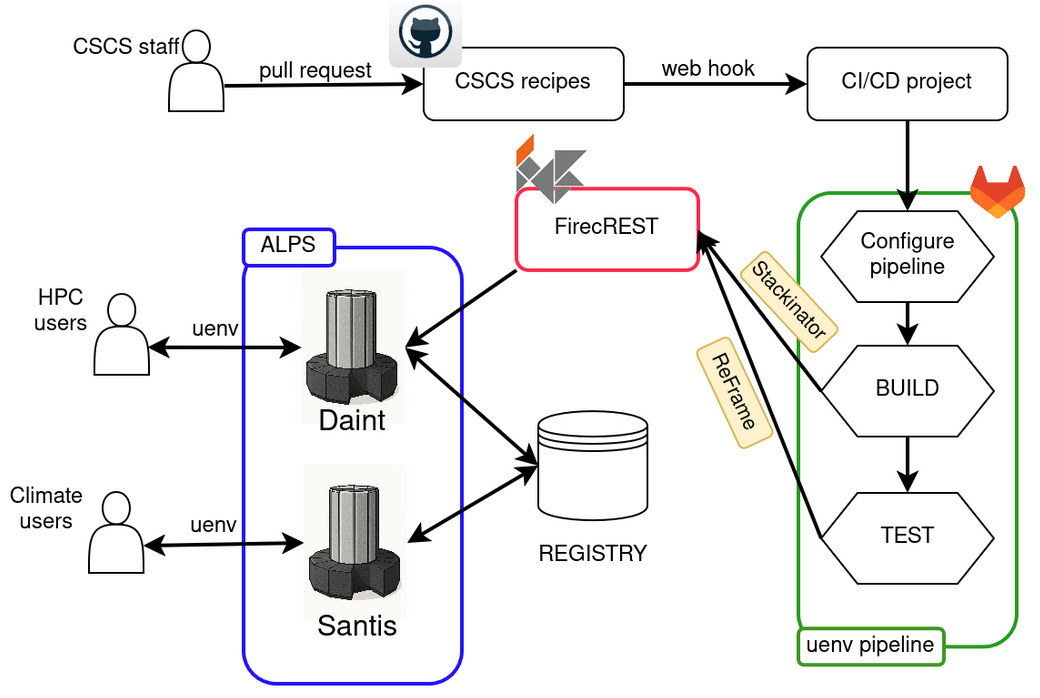 CSCS staff
pull request
CSCS recipes
web hook
CI/CD project
FirecREST
Configure
pipeline
Stackinator
BUILD
ReFrame
TEST
uenv pipeline
ALPS
HPC
users
uenv
Daint
REGISTRY
Climate
users
uenv
Santis